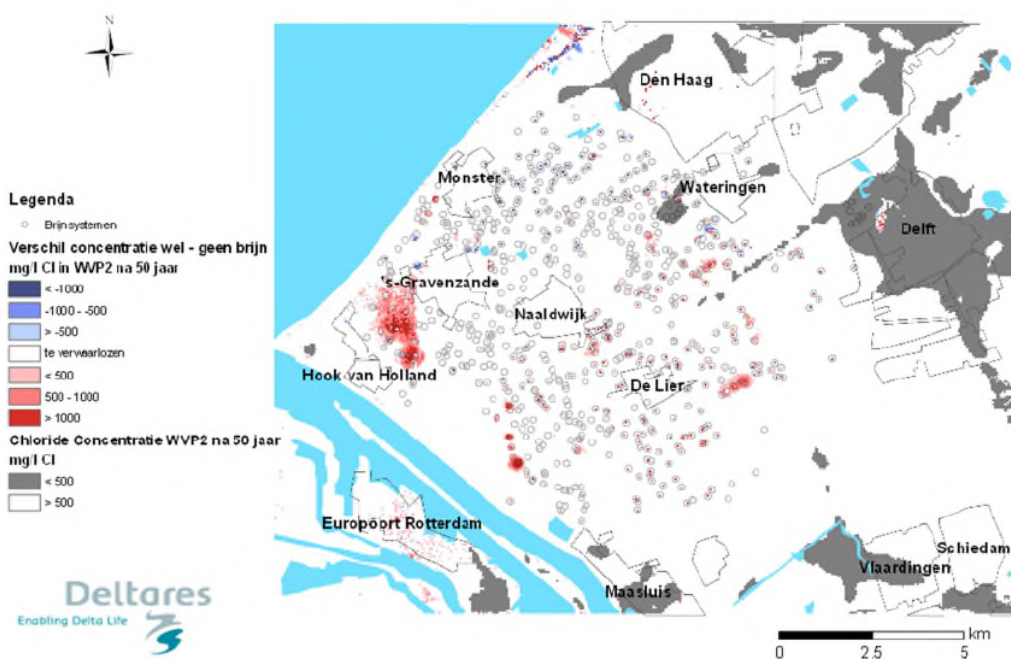 N
Den Haag
Monster
Wateringen
Delft
's-Gravenzande
Naaldwijk
Hoek van Holland
De Lier
Europoort Rotterdam
Maasluis
Vlaardingen
Schiedam
Legenda
Brijnsystemen
Verschil concentratie wel - geen brijn
mg/l Cl in WVP2 na 50 jaar
< -1000
-1000 - -500
> -500
te vervaarlozen
< 500
500 - 1000
> 1000
Chloride Concentratie WVP2 na 50 jaar
mg/l Cl
< 500
> 500
Deltares
Enabling Delta Life
km
0 2.5 5